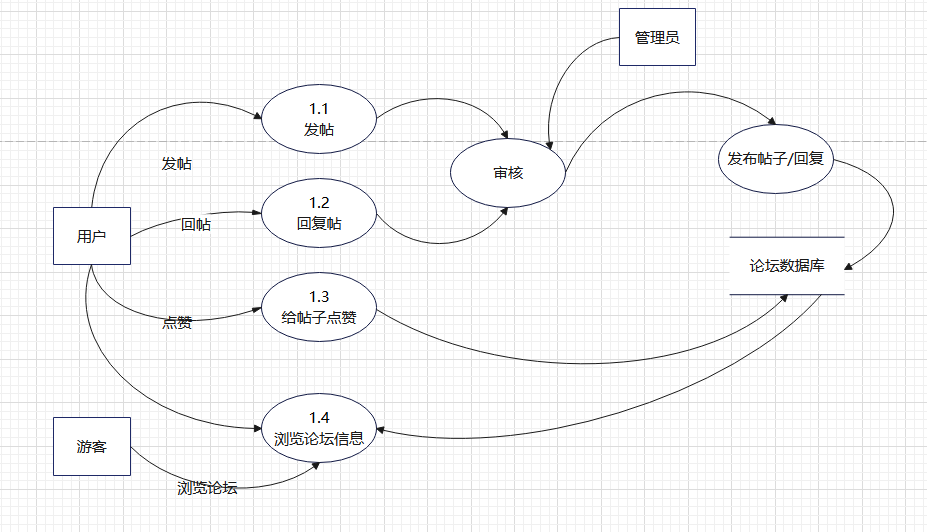 管理员
1.1
发帖
发布帖子/回复
发帖
审核
1.2
回复帖
回帖
用户
论坛数据库
1.3
给帖子点赞
点赞
1.4
浏览论坛信息
游客
浏览论坛